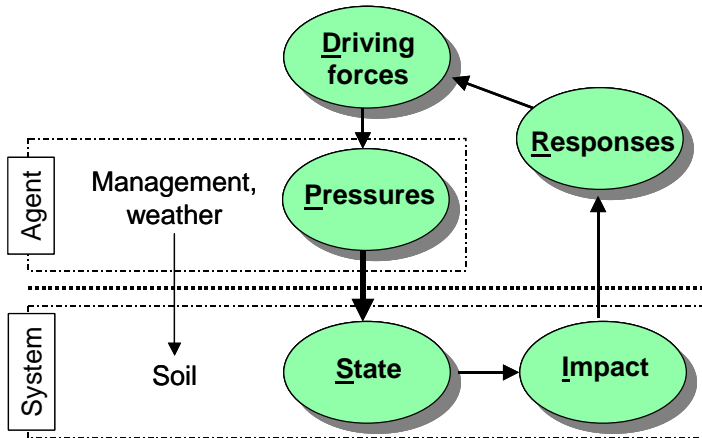 Driving
forces
Responses
Agent
Management,
weather
Pressures
System
Soil
State
Impact